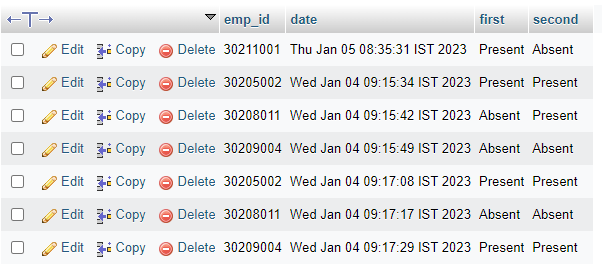 emp_id date first second
Edit Copy Delete 30211001 Thu Jan 05 08:35:31 IST 2023 Present Absent
Edit Copy Delete 30205002 Wed Jan 04 09:15:34 IST 2023 Present Present
Edit Copy Delete 30208011 Wed Jan 04 09:15:42 IST 2023 Absent Present
Edit Copy Delete 30209004 Wed Jan 04 09:15:49 IST 2023 Absent Absent
Edit Copy Delete 30205002 Wed Jan 04 09:17:08 IST 2023 Present Present
Edit Copy Delete 30208011 Wed Jan 04 09:17:17 IST 2023 Absent Absent
Edit Copy Delete 30209004 Wed Jan 04 09:17:29 IST 2023 Present Present